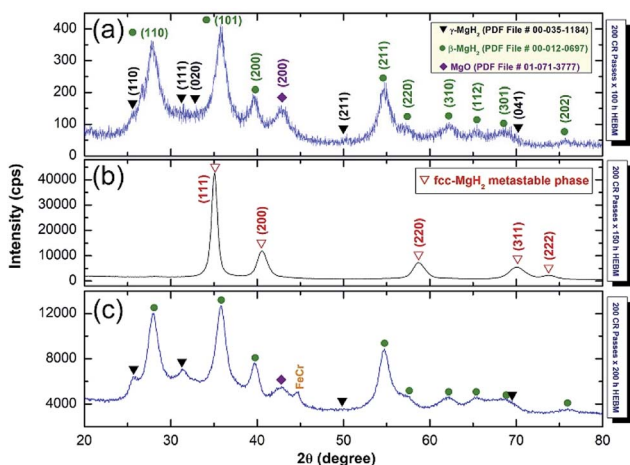 (a)
(110)
(101)
▼ γ-MgH₂ (PDF File # 00-035-1184)
● β-MgH₂ (PDF File # 00-012-0697)
◆ MgO (PDF File # 01-071-3777)
(110)
(111)
(020)
(200)
(200)
(211)
(211)
(220)
(310)
(112)
(301)
(041)
(202)
400
300
200
100
0
200 CR Passes x 100 h HEBM
(b)
(111)
(200)
(220)
(311)
(222)
▽ fcc-MgH₂ metastable phase
40000
30000
20000
10000
0
200 CR Passes x 150 h HEBM
Intensity (cps)
(c)
FeCr
12000
8000
4000
200 CR Passes x 200 h HEBM
20 30 40 50 60 70 80
2θ (degree)